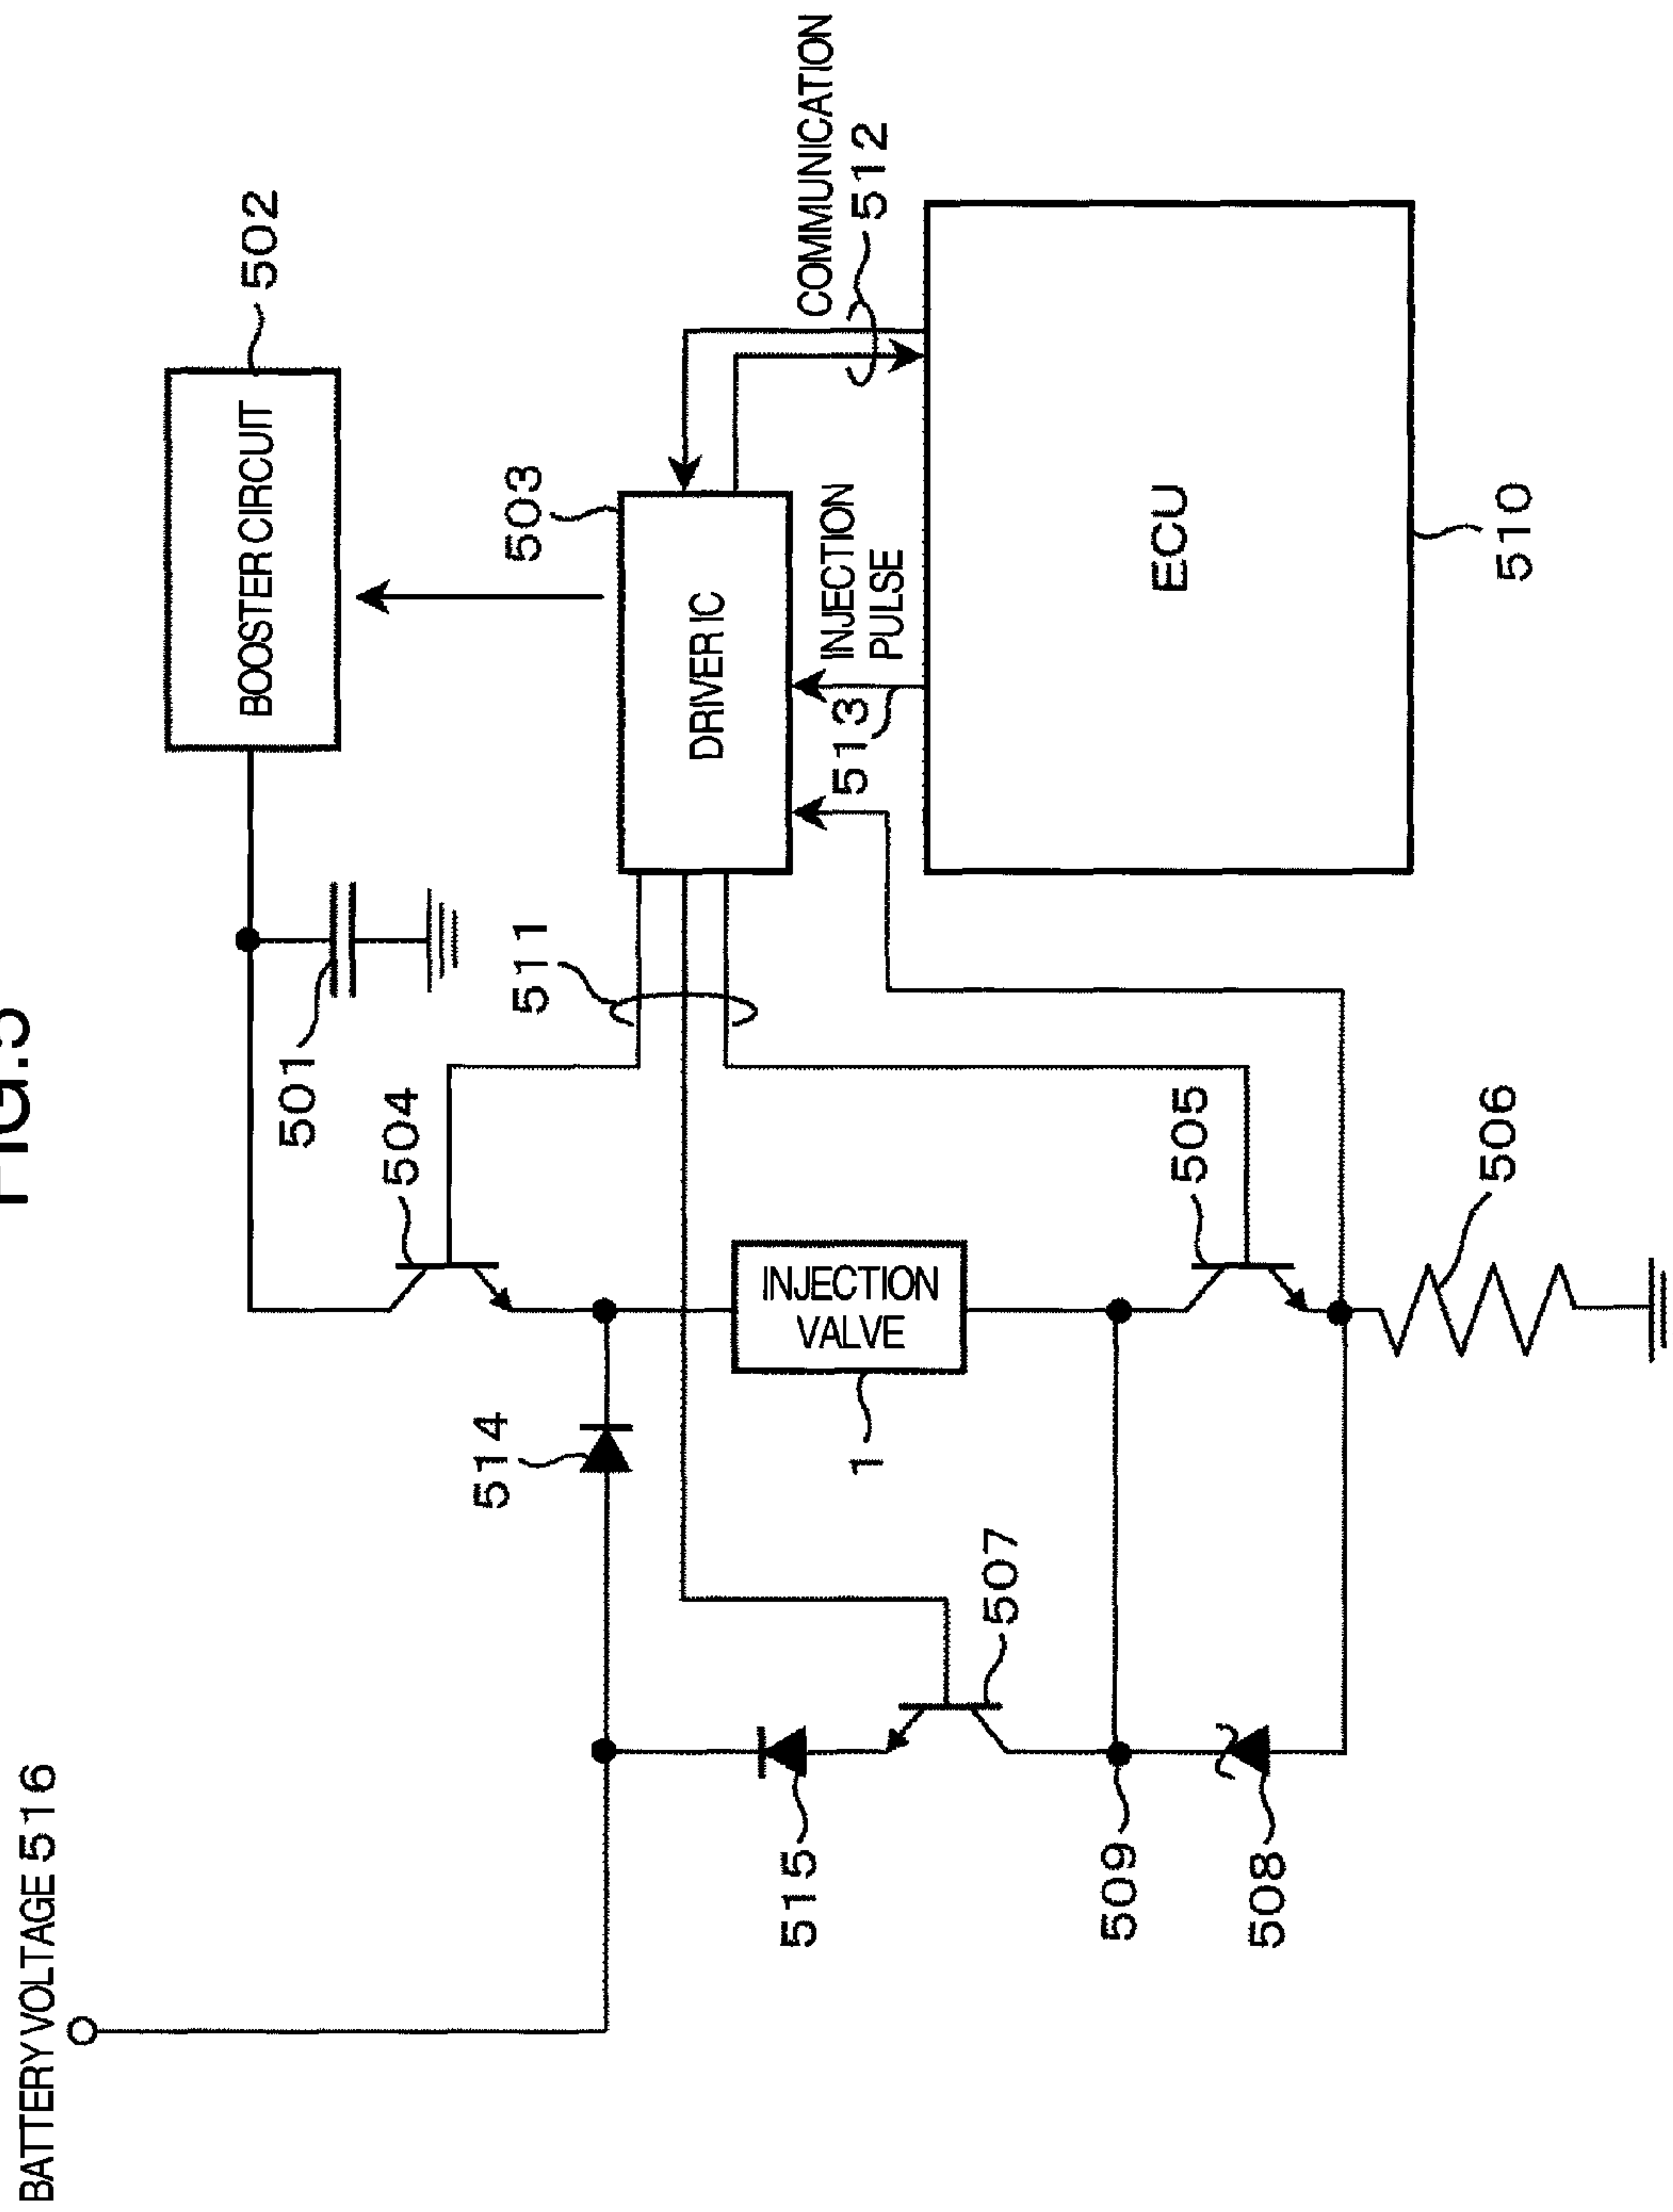 FIG.5
BATTERY VOLTAGE 516
BOOSTER CIRCUIT
502
501
504
514
511
503
DRIVER IC
COMMUNICATION
512
INJECTION
PULSE
513
INJECTION
VALVE
1
515
507
509
508
505
506
ECU
510